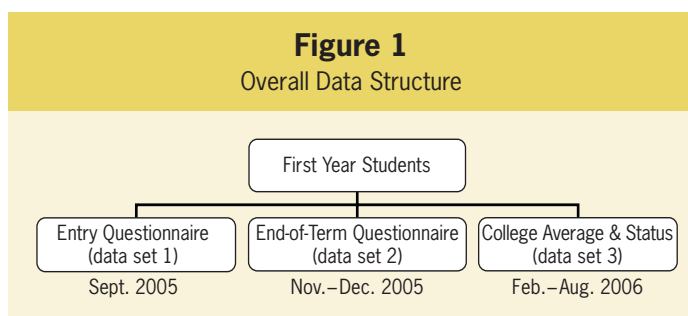 Figure 1
Overall Data Structure
First Year Students
Entry Questionnaire
(data set 1)
Sept. 2005
End-of-Term Questionnaire
(data set 2)
Nov.–Dec. 2005
College Average & Status
(data set 3)
Feb.–Aug. 2006